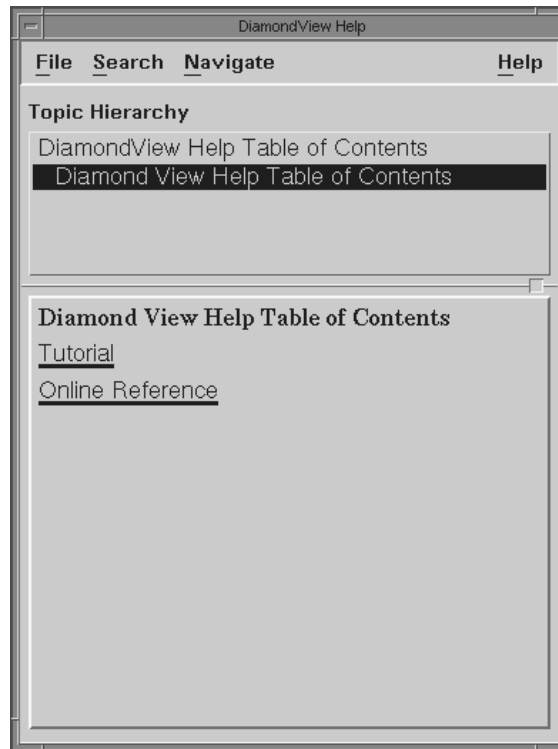 DiamondView Help
File Search Navigate Help
Topic Hierarchy
DiamondView Help Table of Contents
Diamond View Help Table of Contents
Diamond View Help Table of Contents
Tutorial
Online Reference